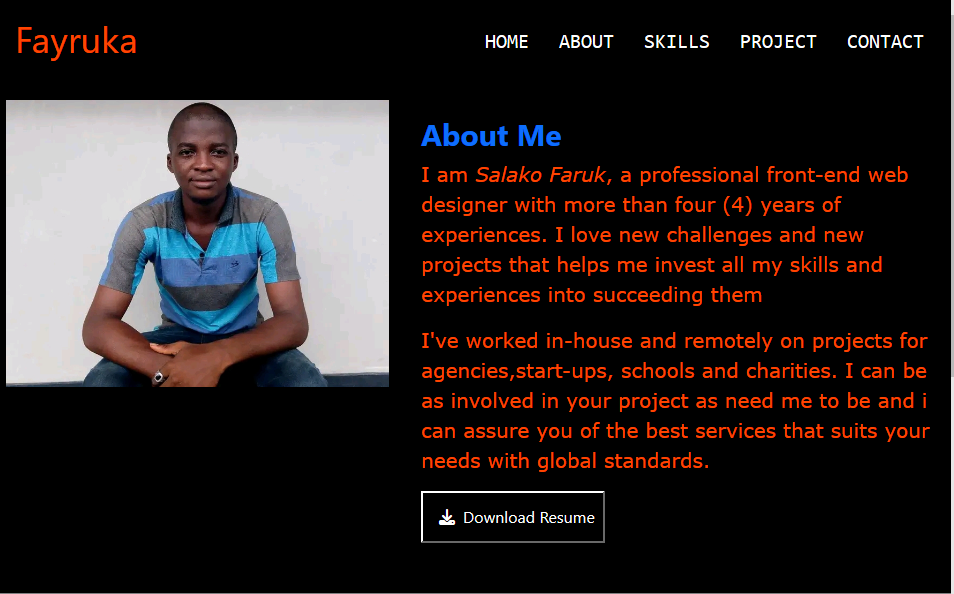 Fayruka
HOME ABOUT SKILLS PROJECT CONTACT
About Me
I am Salako Faruk, a professional front-end web
designer with more than four (4) years of
experiences. I love new challenges and new
projects that helps me invest all my skills and
experiences into succeeding them
I've worked in-house and remotely on projects for
agencies,start-ups, schools and charities. I can be
as involved in your project as need me to be and i
can assure you of the best services that suits your
needs with global standards.
Download Resume